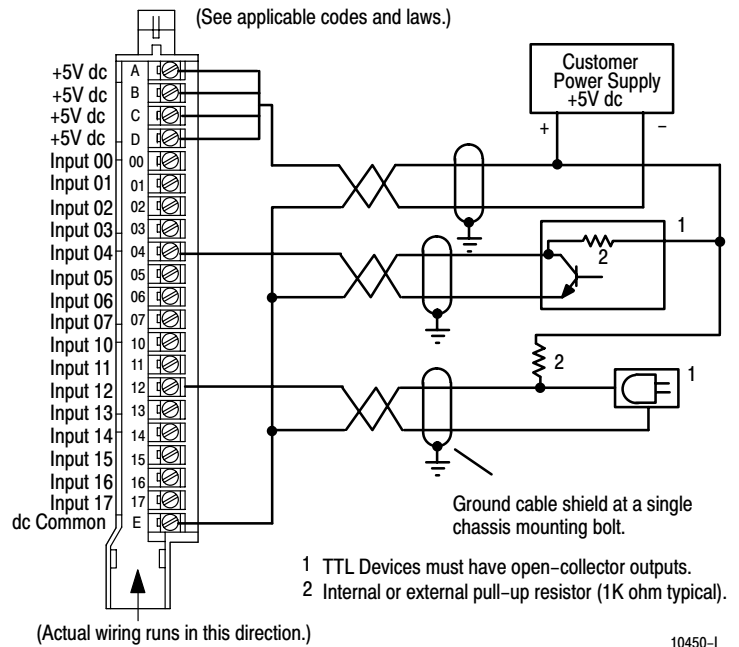 (See applicable codes and laws.)
Customer
Power Supply
+5V dc
+
−
+5V dc A
+5V dc B
+5V dc C
+5V dc D
Input 00 00
Input 01 01
Input 02 02
Input 03 03
Input 04 04
Input 05 05
Input 06 06
Input 07 07
Input 10 10
Input 11 11
Input 12 12
Input 13 13
Input 14 14
Input 15 15
Input 16 16
Input 17 17
dc Common E
1
2
2
1
Ground cable shield at a single
chassis mounting bolt.
1 TTL Devices must have open−collector outputs.
2 Internal or external pull−up resistor (1K ohm typical).
(Actual wiring runs in this direction.)
10450−I